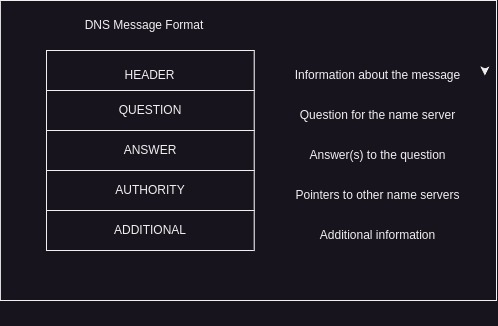 DNS Message Format
HEADER
Information about the message
QUESTION
Question for the name server
ANSWER
Answer(s) to the question
AUTHORITY
Pointers to other name servers
ADDITIONAL
Additional information